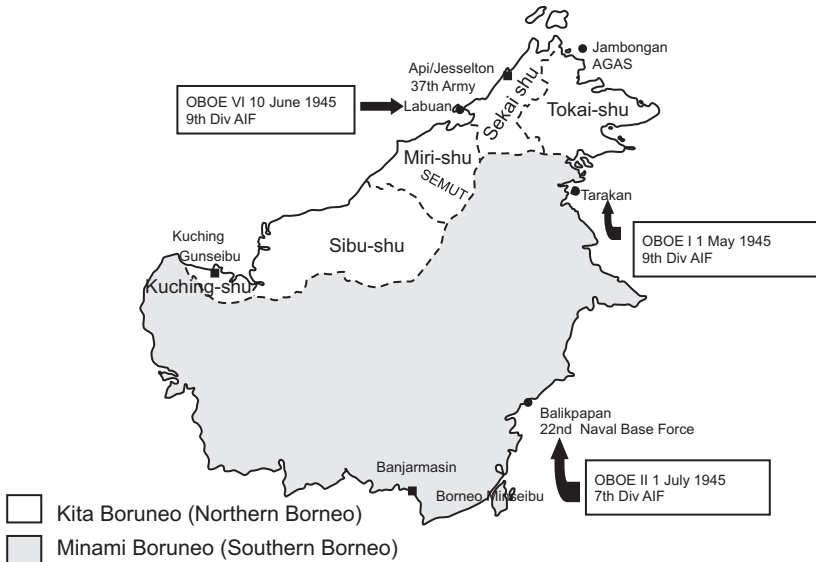 Jambongan
AGAS
Api/Jesselton
37th Army
OBOE VI 10 June 1945
9th Div AIF
Labuan
Sekai shu
Tokai-shu
Miri-shu
SEMUT
Tarakan
Kuching
Gunseibu
Sibu-shu
OBOE I 1 May 1945
9th Div AIF
Kuching-shu
Balikpapan
22nd Naval Base Force
Banjarmasin
OBOE II 1 July 1945
7th Div AIF
Borneo Minseibu
Kita Boruneo (Northern Borneo)
Minami Boruneo (Southern Borneo)